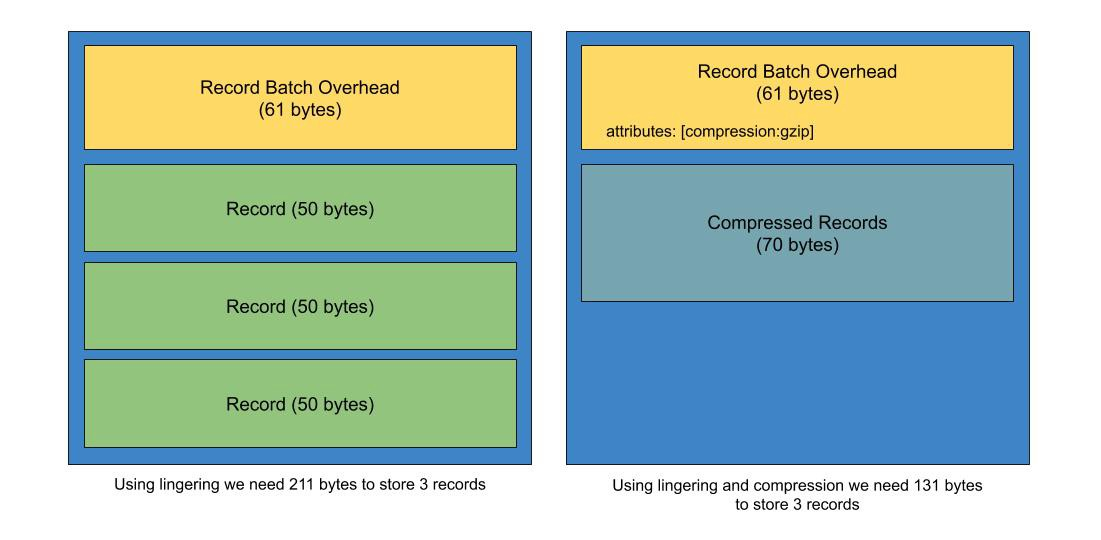 Record Batch Overhead
(61 bytes)
Record (50 bytes)
Record (50 bytes)
Record (50 bytes)
Using lingering we need 211 bytes to store 3 records
Record Batch Overhead
(61 bytes)
attributes: [compression:gzip]
Compressed Records
(70 bytes)
Using lingering and compression we need 131 bytes
to store 3 records